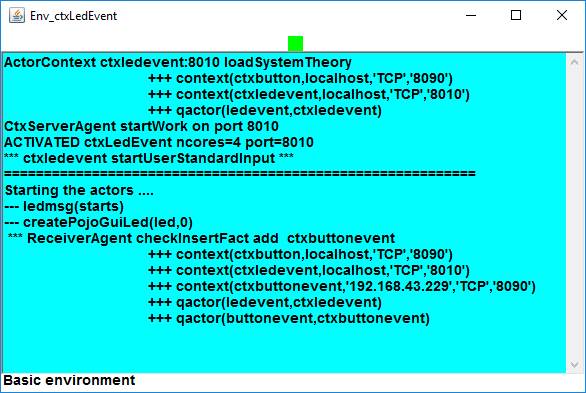 Env_ctxLedEvent
ActorContext ctxledevent:8010 loadSystemTheory
+++ context(ctxbutton,localhost,'TCP','8090')
+++ context(ctxledevent,localhost,'TCP','8010')
+++ qactor(ledevent,ctxledevent)
CtxServerAgent startWork on port 8010
ACTIVATED ctxLedEvent ncores=4 port=8010
*** ctxledevent startUserStandardInput ***
==========================================================
Starting the actors ....
--- ledmsg(starts)
--- createPojoGuiLed(led,0)
*** ReceiverAgent checkInsertFact add  ctxbuttonevent
+++ context(ctxbutton,localhost,'TCP','8090')
+++ context(ctxledevent,localhost,'TCP','8010')
+++ context(ctxbuttonevent,'192.168.43.229','TCP','8090')
+++ qactor(ledevent,ctxledevent)
+++ qactor(buttonevent,ctxbuttonevent)
Basic environment